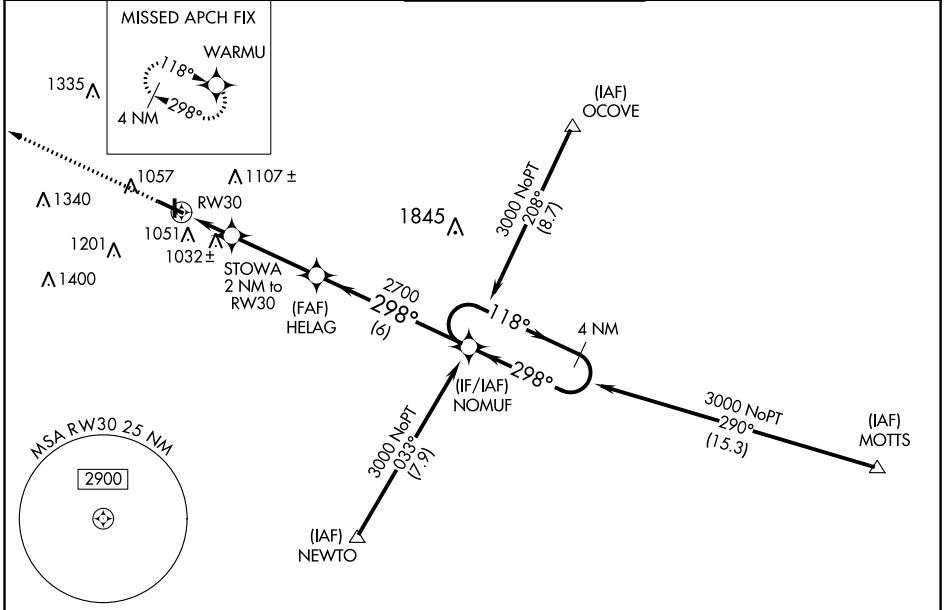 MISSED APCH FIX
WARMU
118°
298°
4 NM
1335
(IAF)
OCOVE
1057
1107 ±
1340
RW30
3000 NoPT
208°
(8.7)
1845
1051
1201
1032 ±
1400
STOWA
2 NM to
RW30
(FAF)
HELAG
2700
298°
(6)
118°
4 NM
298°
(IF/IAF)
NOMUF
3000 NoPT
290°
(15.3)
(IAF)
MOTTS
3000 NoPT
033°
(7.9)
(IAF)
NEWTO
MSA RW30 25 NM
2900